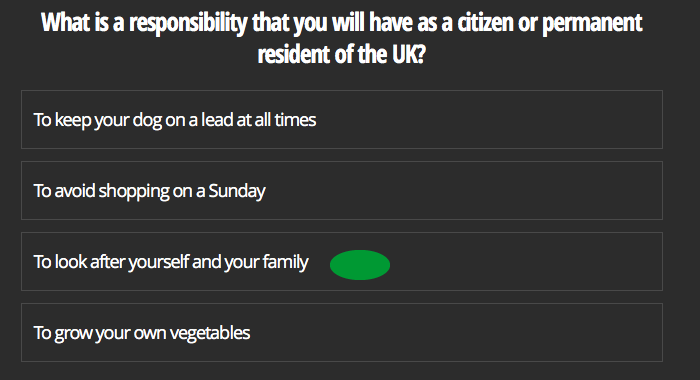 What is a responsibility that you will have as a citizen or permanent
resident of the UK?
To keep your dog on a lead at all times
To avoid shopping on a Sunday
To look after yourself and your family
To grow your own vegetables